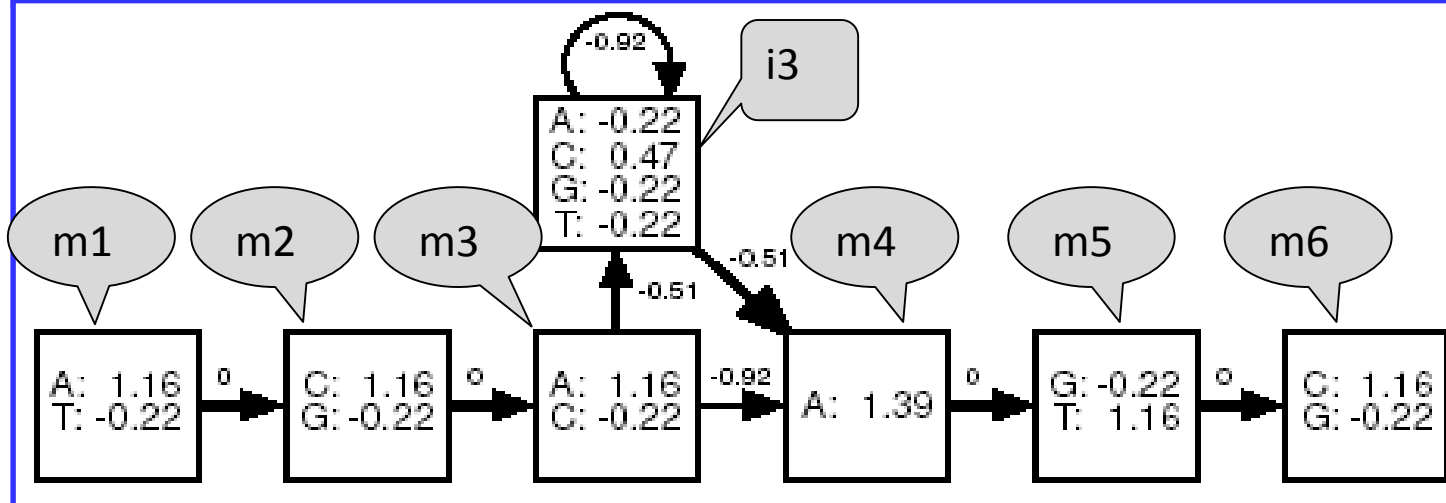 -0.92
i3
A: -0.22
C: 0.47
G: -0.22
T: -0.22
m1
m2
m3
m4
m5
m6
-0.51
-0.51
A: 1.16
T: -0.22
0
C: 1.16
G: -0.22
0
A: 1.16
C: -0.22
-0.92
A: 1.39
0
G: -0.22
T: 1.16
0
C: 1.16
G: -0.22